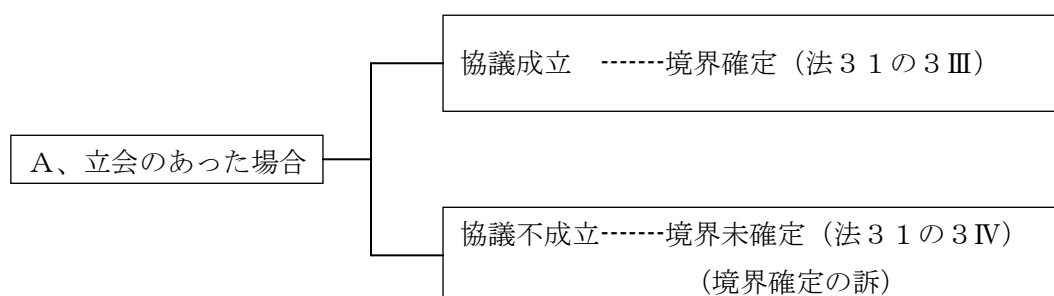 協議成立 -------境界確定（法３１の３Ⅲ）
Ａ、立会のあった場合
協議不成立-------境界未確定（法３１の３Ⅳ）
（境界確定の訴）